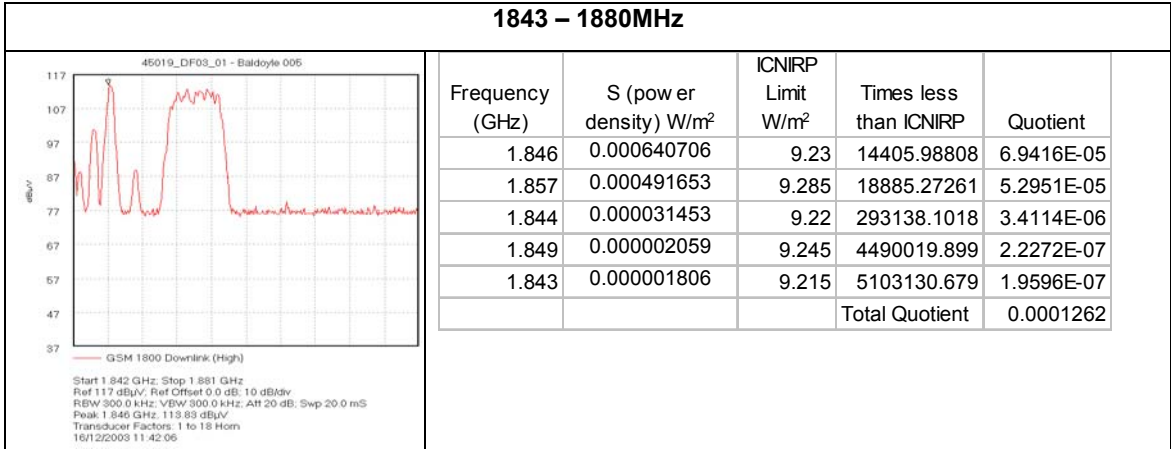 1843 – 1880MHz
45019_DF03_01 - Baldoyle 005
117
107
97
87
77
67
57
47
37
dBµV
GSM 1800 Downlink (High)
Start 1.842 GHz; Stop 1.881 GHz
Ref 117 dBµV; Ref Offset 0.0 dB; 10 dB/div
RBW 300.0 kHz; VBW 300.0 kHz; Att 20 dB; Swp 20.0 mS
Peak 1.846 GHz, 113.83 dBµV
Transducer Factors: 1 to 18 Horn
16/12/2003 11:42:06
Frequency (GHz) S (pow er density) W/m² ICNIRP Limit W/m² Times less than ICNIRP Quotient
1.846 0.000640706 9.23 14405.98808 6.9416E-05
1.857 0.000491653 9.285 18885.27261 5.2951E-05
1.844 0.000031453 9.22 293138.1018 3.4114E-06
1.849 0.000002059 9.245 4490019.899 2.2272E-07
1.843 0.000001806 9.215 5103130.679 1.9596E-07
Total Quotient 0.0001262